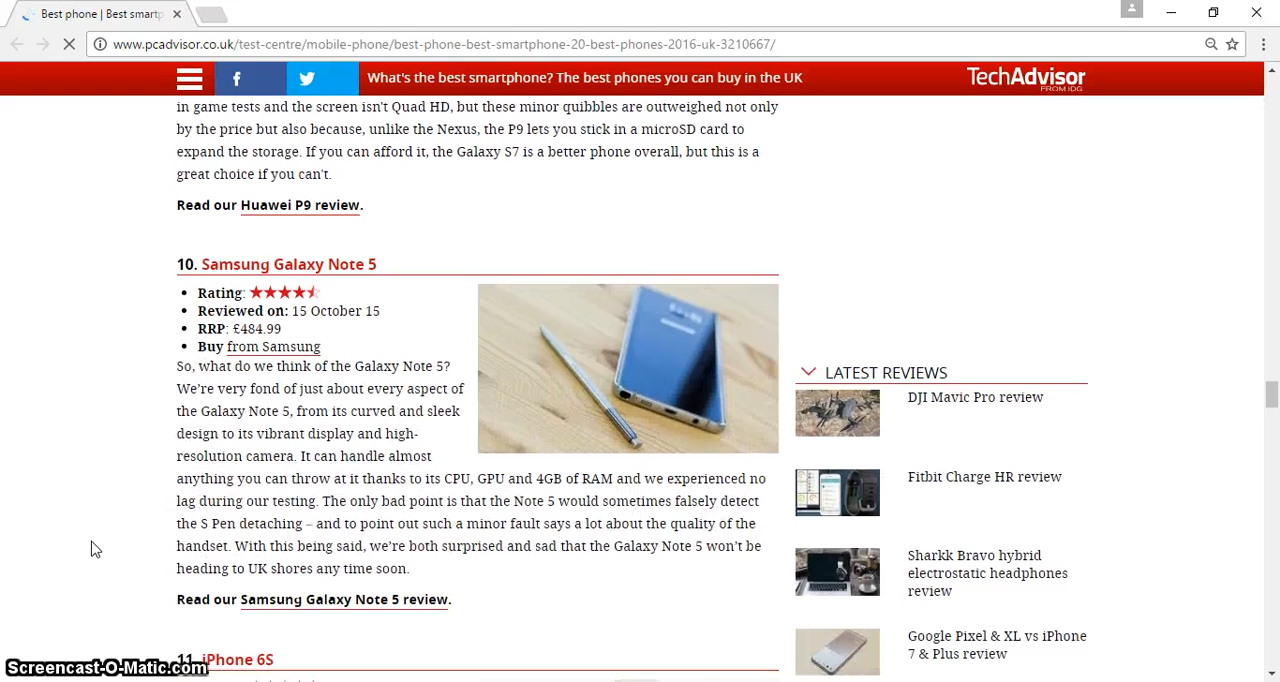 Best phone | Best smartp
www.pcadvisor.co.uk/test-centre/mobile-phone/best-phone-best-smartphone-20-best-phones-2016-uk-3210667/
What's the best smartphone? The best phones you can buy in the UK
TechAdvisor
FROM IDG
in game tests and the screen isn't Quad HD, but these minor quibbles are outweighed not only
by the price but also because, unlike the Nexus, the P9 lets you stick in a microSD card to
expand the storage. If you can afford it, the Galaxy S7 is a better phone overall, but this is a
great choice if you can't.
Read our Huawei P9 review.
10. Samsung Galaxy Note 5
• Rating: ★★★★⯪
• Reviewed on: 15 October 15
• RRP: £484.99
• Buy from Samsung
So, what do we think of the Galaxy Note 5?
We’re very fond of just about every aspect of
the Galaxy Note 5, from its curved and sleek
design to its vibrant display and high-
resolution camera. It can handle almost
anything you can throw at it thanks to its CPU, GPU and 4GB of RAM and we experienced no
lag during our testing. The only bad point is that the Note 5 would sometimes falsely detect
the S Pen detaching – and to point out such a minor fault says a lot about the quality of the
handset. With this being said, we’re both surprised and sad that the Galaxy Note 5 won’t be
heading to UK shores any time soon.
Read our Samsung Galaxy Note 5 review.
11. iPhone 6S
LATEST REVIEWS
DJI Mavic Pro review
Fitbit Charge HR review
Sharkk Bravo hybrid
electrostatic headphones
review
Google Pixel & XL vs iPhone
7 & Plus review
Screencast-O-Matic.com